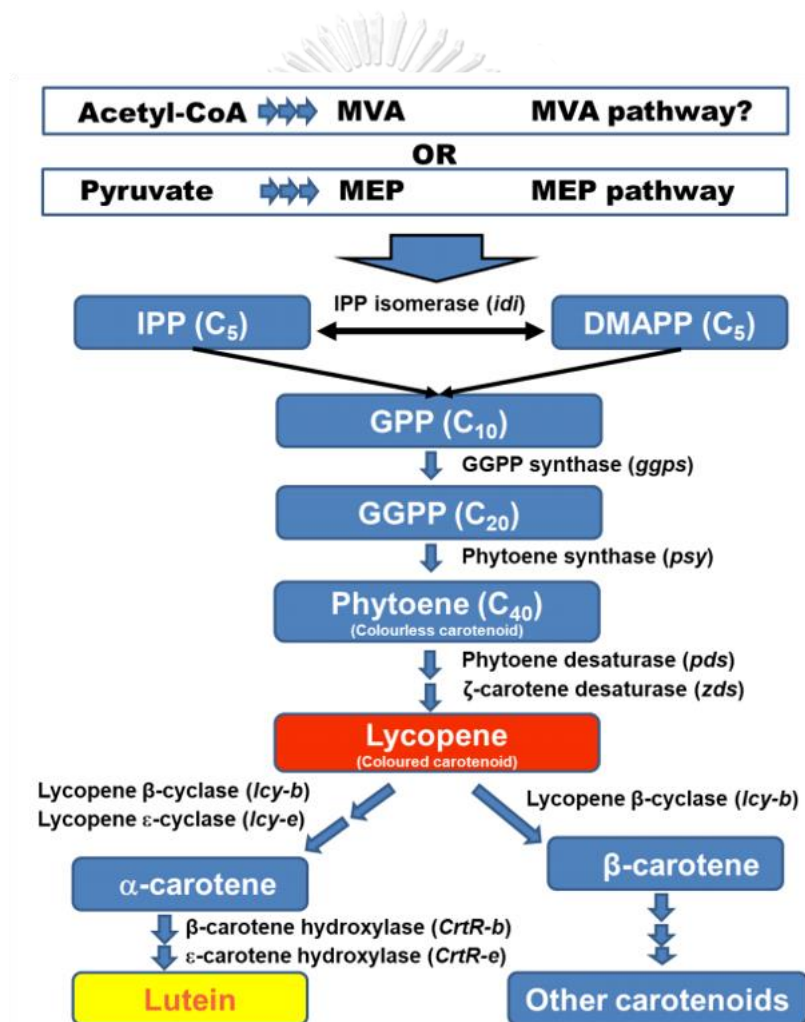 Acetyl-CoA MVA MVA pathway?
OR
Pyruvate MEP MEP pathway
IPP isomerase (idi)
IPP (C₅) DMAPP (C₅)
GPP (C₁₀)
GGPP synthase (ggps)
GGPP (C₂₀)
Phytoene synthase (psy)
Phytoene (C₄₀)
(Colourless carotenoid)
Phytoene desaturase (pds)
ζ-carotene desaturase (zds)
Lycopene
(Coloured carotenoid)
Lycopene β-cyclase (lcy-b)
Lycopene ε-cyclase (lcy-e)
Lycopene β-cyclase (lcy-b)
α-carotene
β-carotene
β-carotene hydroxylase (CrtR-b)
ε-carotene hydroxylase (CrtR-e)
Lutein
Other carotenoids